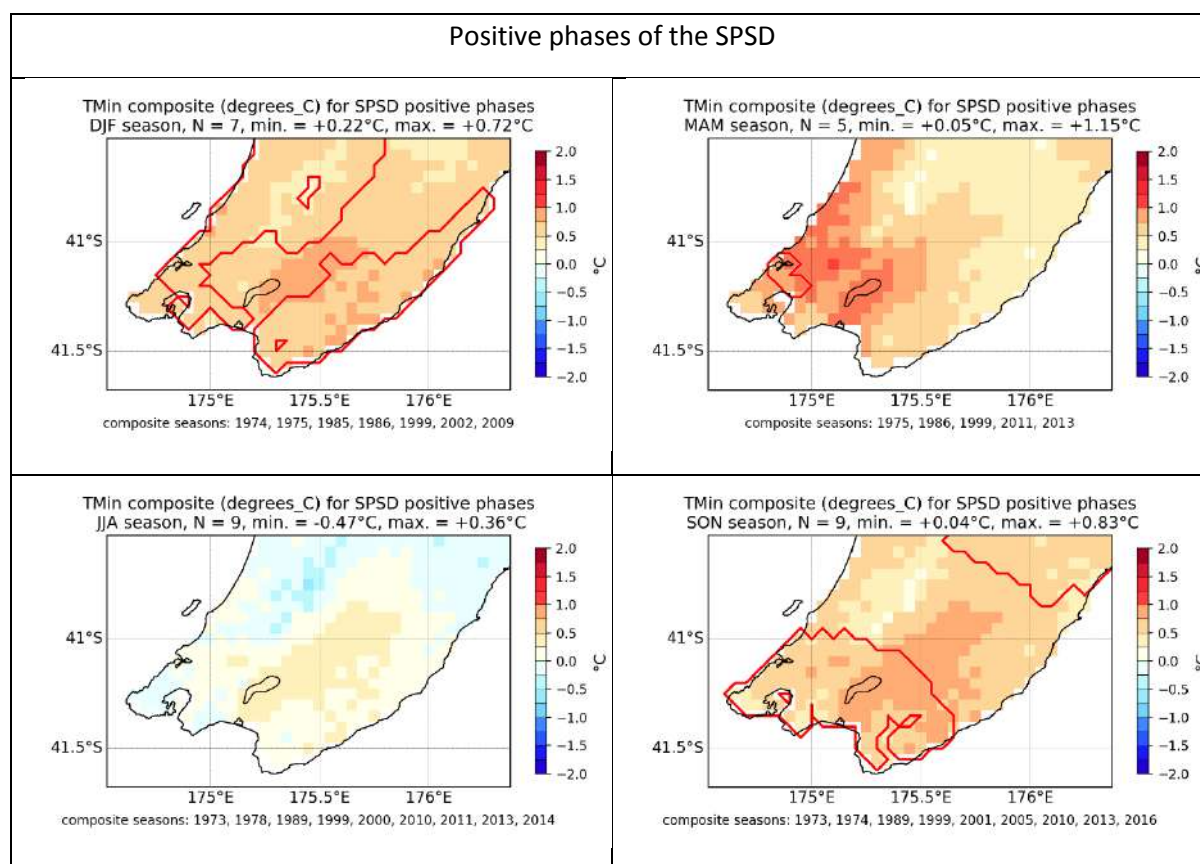 Positive phases of the SPSD
TMin composite (degrees_C) for SPSD positive phases
DJF season, N = 7, min. = +0.22°C, max. = +0.72°C
2.0
1.5
1.0
0.5
0.0
−0.5
−1.0
−1.5
−2.0
°C
41°S
41.5°S
175°E 175.5°E 176°E
composite seasons: 1974, 1975, 1985, 1986, 1999, 2002, 2009
TMin composite (degrees_C) for SPSD positive phases
MAM season, N = 5, min. = +0.05°C, max. = +1.15°C
2.0
1.5
1.0
0.5
0.0
−0.5
−1.0
−1.5
−2.0
°C
41°S
41.5°S
175°E 175.5°E 176°E
composite seasons: 1975, 1986, 1999, 2011, 2013
TMin composite (degrees_C) for SPSD positive phases
JJA season, N = 9, min. = -0.47°C, max. = +0.36°C
2.0
1.5
1.0
0.5
0.0
−0.5
−1.0
−1.5
−2.0
°C
41°S
41.5°S
175°E 175.5°E 176°E
composite seasons: 1973, 1978, 1989, 1999, 2000, 2010, 2011, 2013, 2014
TMin composite (degrees_C) for SPSD positive phases
SON season, N = 9, min. = +0.04°C, max. = +0.83°C
2.0
1.5
1.0
0.5
0.0
−0.5
−1.0
−1.5
−2.0
°C
41°S
41.5°S
175°E 175.5°E 176°E
composite seasons: 1973, 1974, 1989, 1999, 2001, 2005, 2010, 2013, 2016